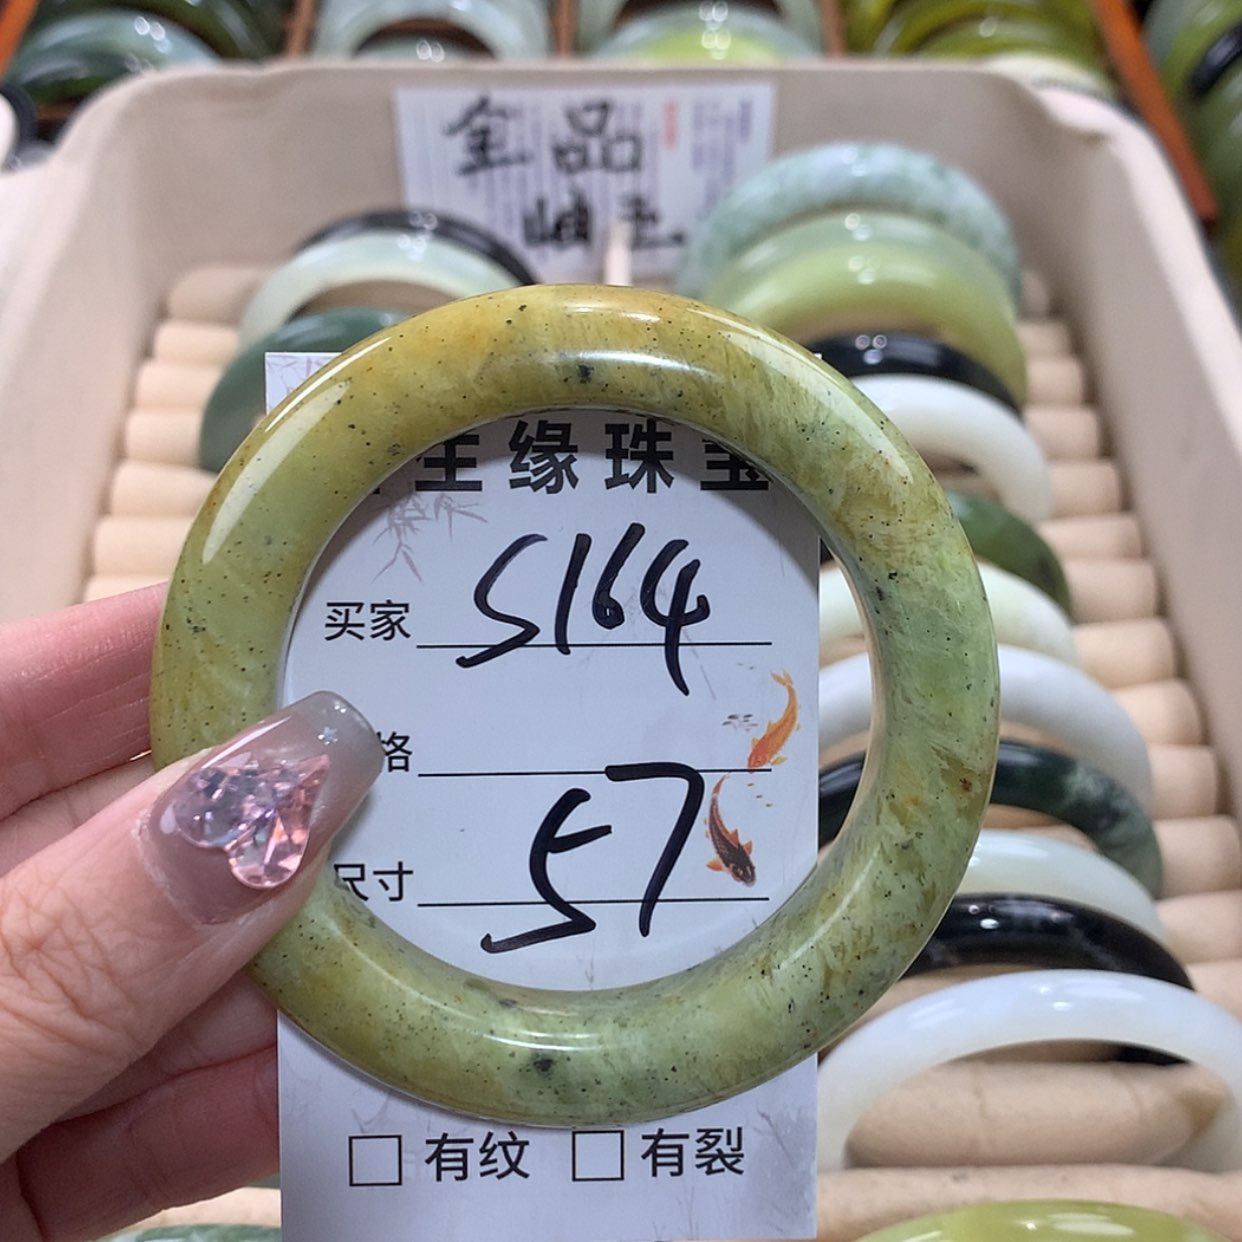 全品
岫玉
生缘珠宝
买家 S164
格
57
尺寸
□ 有纹 □ 有裂